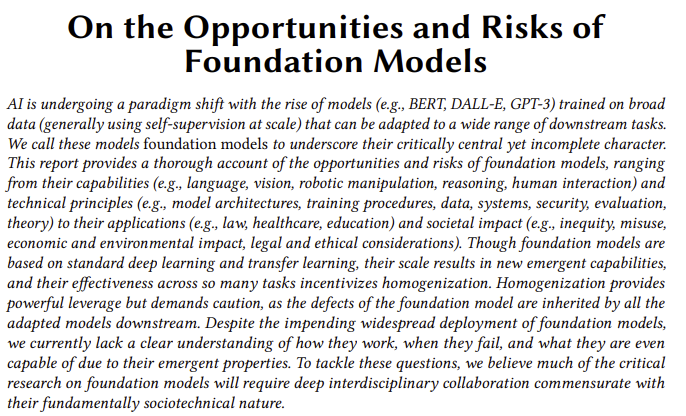 On the Opportunities and Risks of
Foundation Models
AI is undergoing a paradigm shift with the rise of models (e.g., BERT, DALL-E, GPT-3) trained on broad
data (generally using self-supervision at scale) that can be adapted to a wide range of downstream tasks.
We call these models foundation models to underscore their critically central yet incomplete character.
This report provides a thorough account of the opportunities and risks of foundation models, ranging
from their capabilities (e.g., language, vision, robotic manipulation, reasoning, human interaction) and
technical principles (e.g., model architectures, training procedures, data, systems, security, evaluation,
theory) to their applications (e.g., law, healthcare, education) and societal impact (e.g., inequity, misuse,
economic and environmental impact, legal and ethical considerations). Though foundation models are
based on standard deep learning and transfer learning, their scale results in new emergent capabilities,
and their effectiveness across so many tasks incentivizes homogenization. Homogenization provides
powerful leverage but demands caution, as the defects of the foundation model are inherited by all the
adapted models downstream. Despite the impending widespread deployment of foundation models,
we currently lack a clear understanding of how they work, when they fail, and what they are even
capable of due to their emergent properties. To tackle these questions, we believe much of the critical
research on foundation models will require deep interdisciplinary collaboration commensurate with
their fundamentally sociotechnical nature.